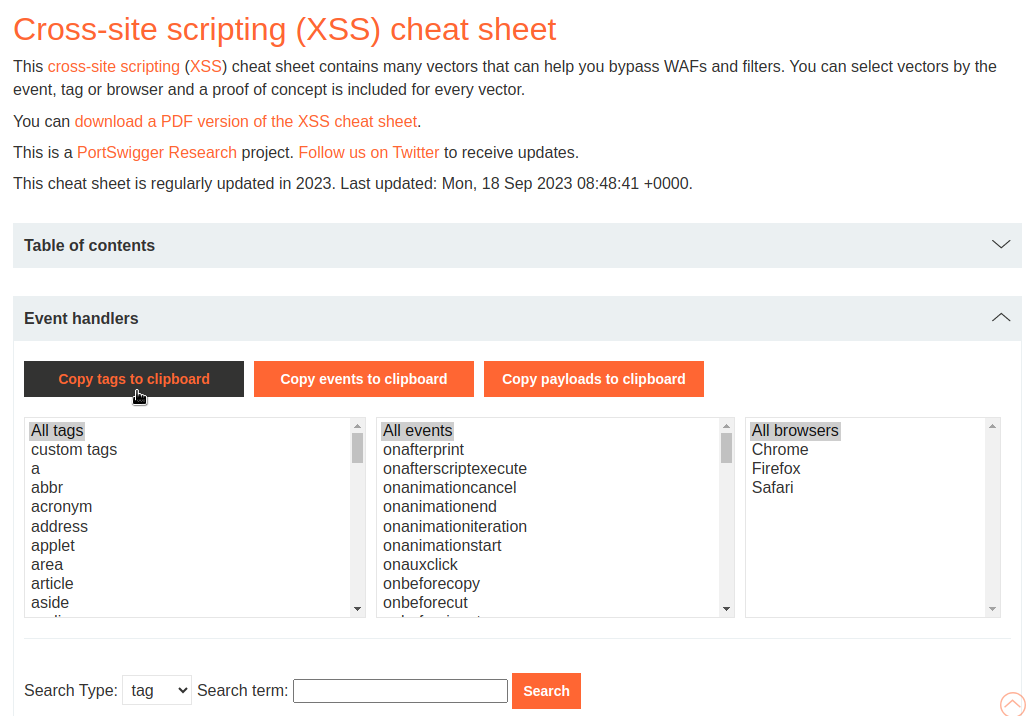 Cross-site scripting (XSS) cheat sheet
This cross-site scripting (XSS) cheat sheet contains many vectors that can help you bypass WAFs and filters. You can select vectors by the
event, tag or browser and a proof of concept is included for every vector.
You can download a PDF version of the XSS cheat sheet.
This is a PortSwigger Research project. Follow us on Twitter to receive updates.
This cheat sheet is regularly updated in 2023. Last updated: Mon, 18 Sep 2023 08:48:41 +0000.
Table of contents
Event handlers
Copy tags to clipboard Copy events to clipboard Copy payloads to clipboard
All tags
custom tags
a
abbr
acronym
address
applet
area
article
aside
All events
onafterprint
onafterscriptexecute
onanimationcancel
onanimationend
onanimationiteration
onanimationstart
onauxclick
onbeforecopy
onbeforecut
All browsers
Chrome
Firefox
Safari
Search Type: tag Search term: Search